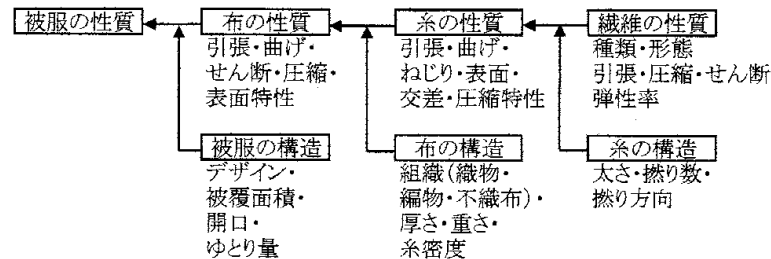 被服の性質
布の性質
引張・曲げ・
せん断・圧縮・
表面特性
糸の性質
引張・曲げ・
ねじり・表面・
交差・圧縮特性
繊維の性質
種類・形態
引張・圧縮・せん断
弾性率
被服の構造
デザイン・
被覆面積・
開口・
ゆとり量
布の構造
組織(織物・
編物・不織布)・
厚さ・重さ・
糸密度
糸の構造
太さ・撚り数・
撚り方向